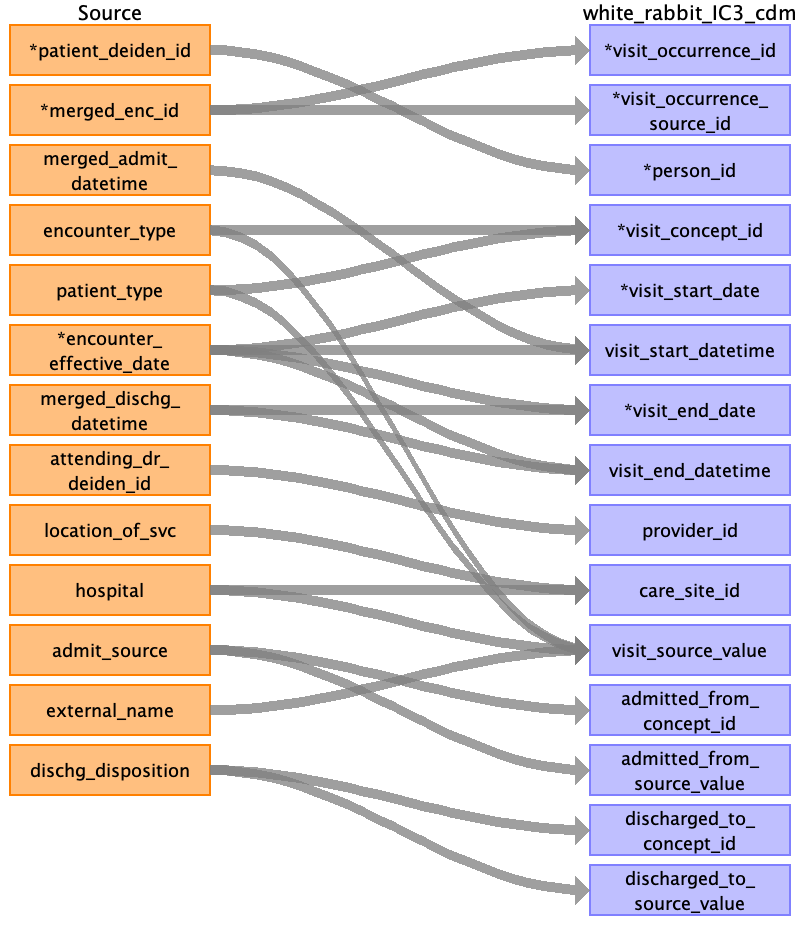 Source
white_rabbit_IC3_cdm
*patient_deiden_id
*visit_occurrence_id
*merged_enc_id
*visit_occurrence_
source_id
merged_admit_
datetime
*person_id
encounter_type
*visit_concept_id
patient_type
*visit_start_date
*encounter_
effective_date
visit_start_datetime
merged_dischg_
datetime
*visit_end_date
attending_dr_
deiden_id
visit_end_datetime
location_of_svc
provider_id
hospital
care_site_id
admit_source
visit_source_value
external_name
admitted_from_
concept_id
dischg_disposition
admitted_from_
source_value
discharged_to_
concept_id
discharged_to_
source_value